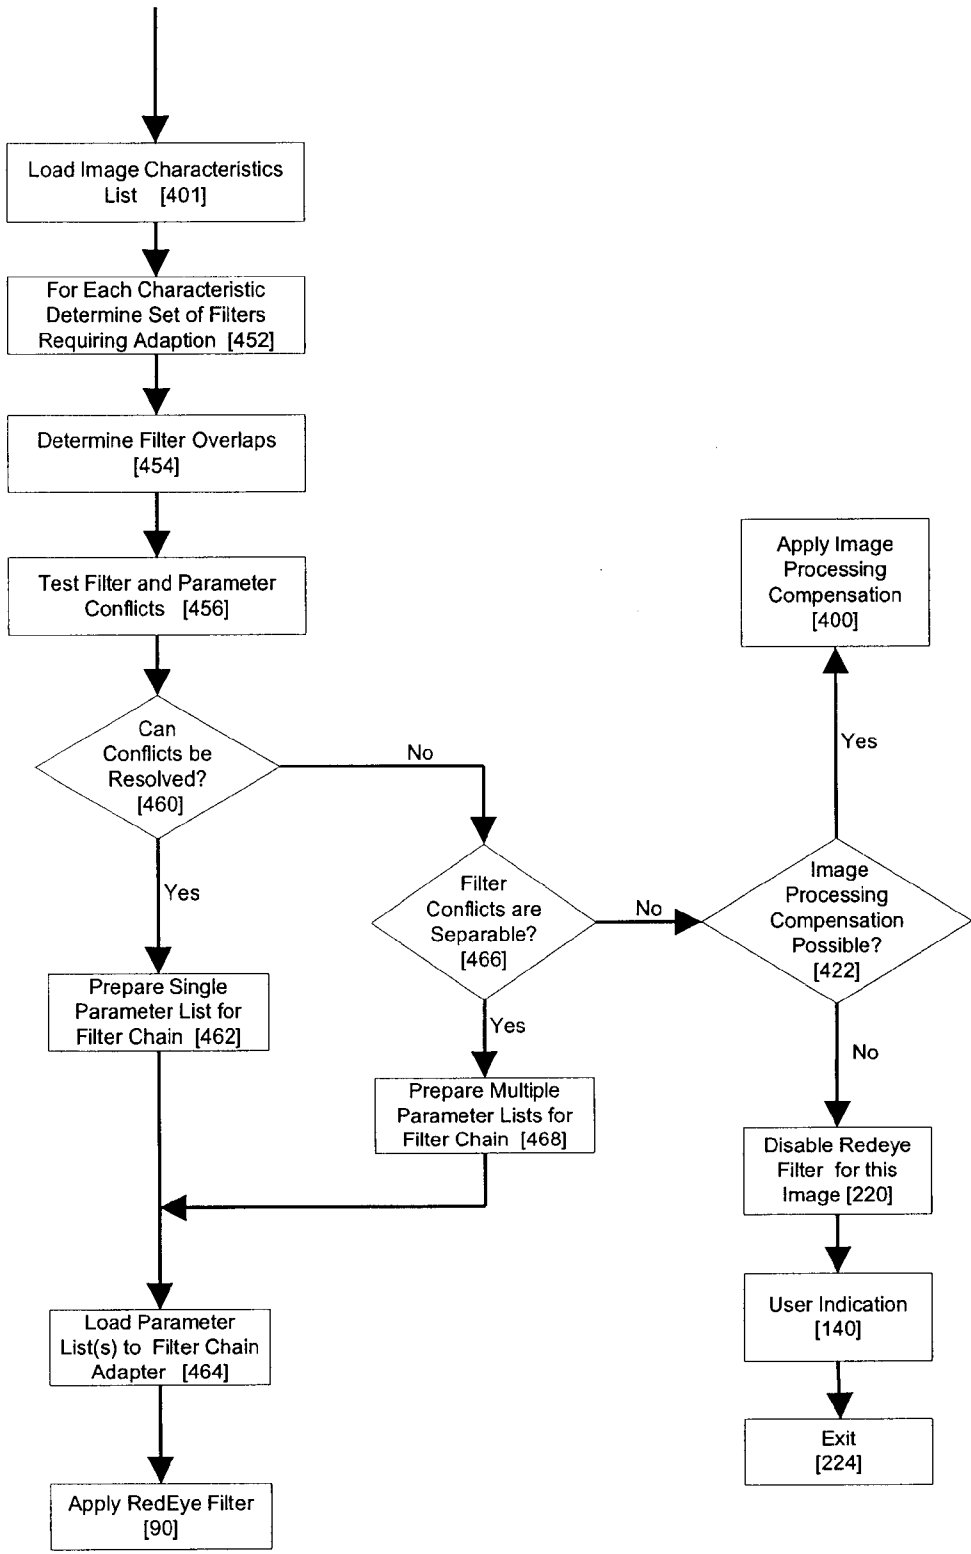 Load Image Characteristics
List [401]
For Each Characteristic
Determine Set of Filters
Requiring Adaption [452]
Determine Filter Overlaps
[454]
Test Filter and Parameter
Conflicts [456]
Can
Conflicts be
Resolved?
[460]
No
Yes
Filter
Conflicts are
Separable?
[466]
No
Yes
Apply Image
Processing
Compensation
[400]
Yes
Image
Processing
Compensation
Possible?
[422]
No
Prepare Single
Parameter List for
Filter Chain [462]
Prepare Multiple
Parameter Lists for
Filter Chain [468]
Disable Redeye
Filter for this
Image [220]
User Indication
[140]
Exit
[224]
Load Parameter
List(s) to Filter Chain
Adapter [464]
Apply RedEye Filter
[90]